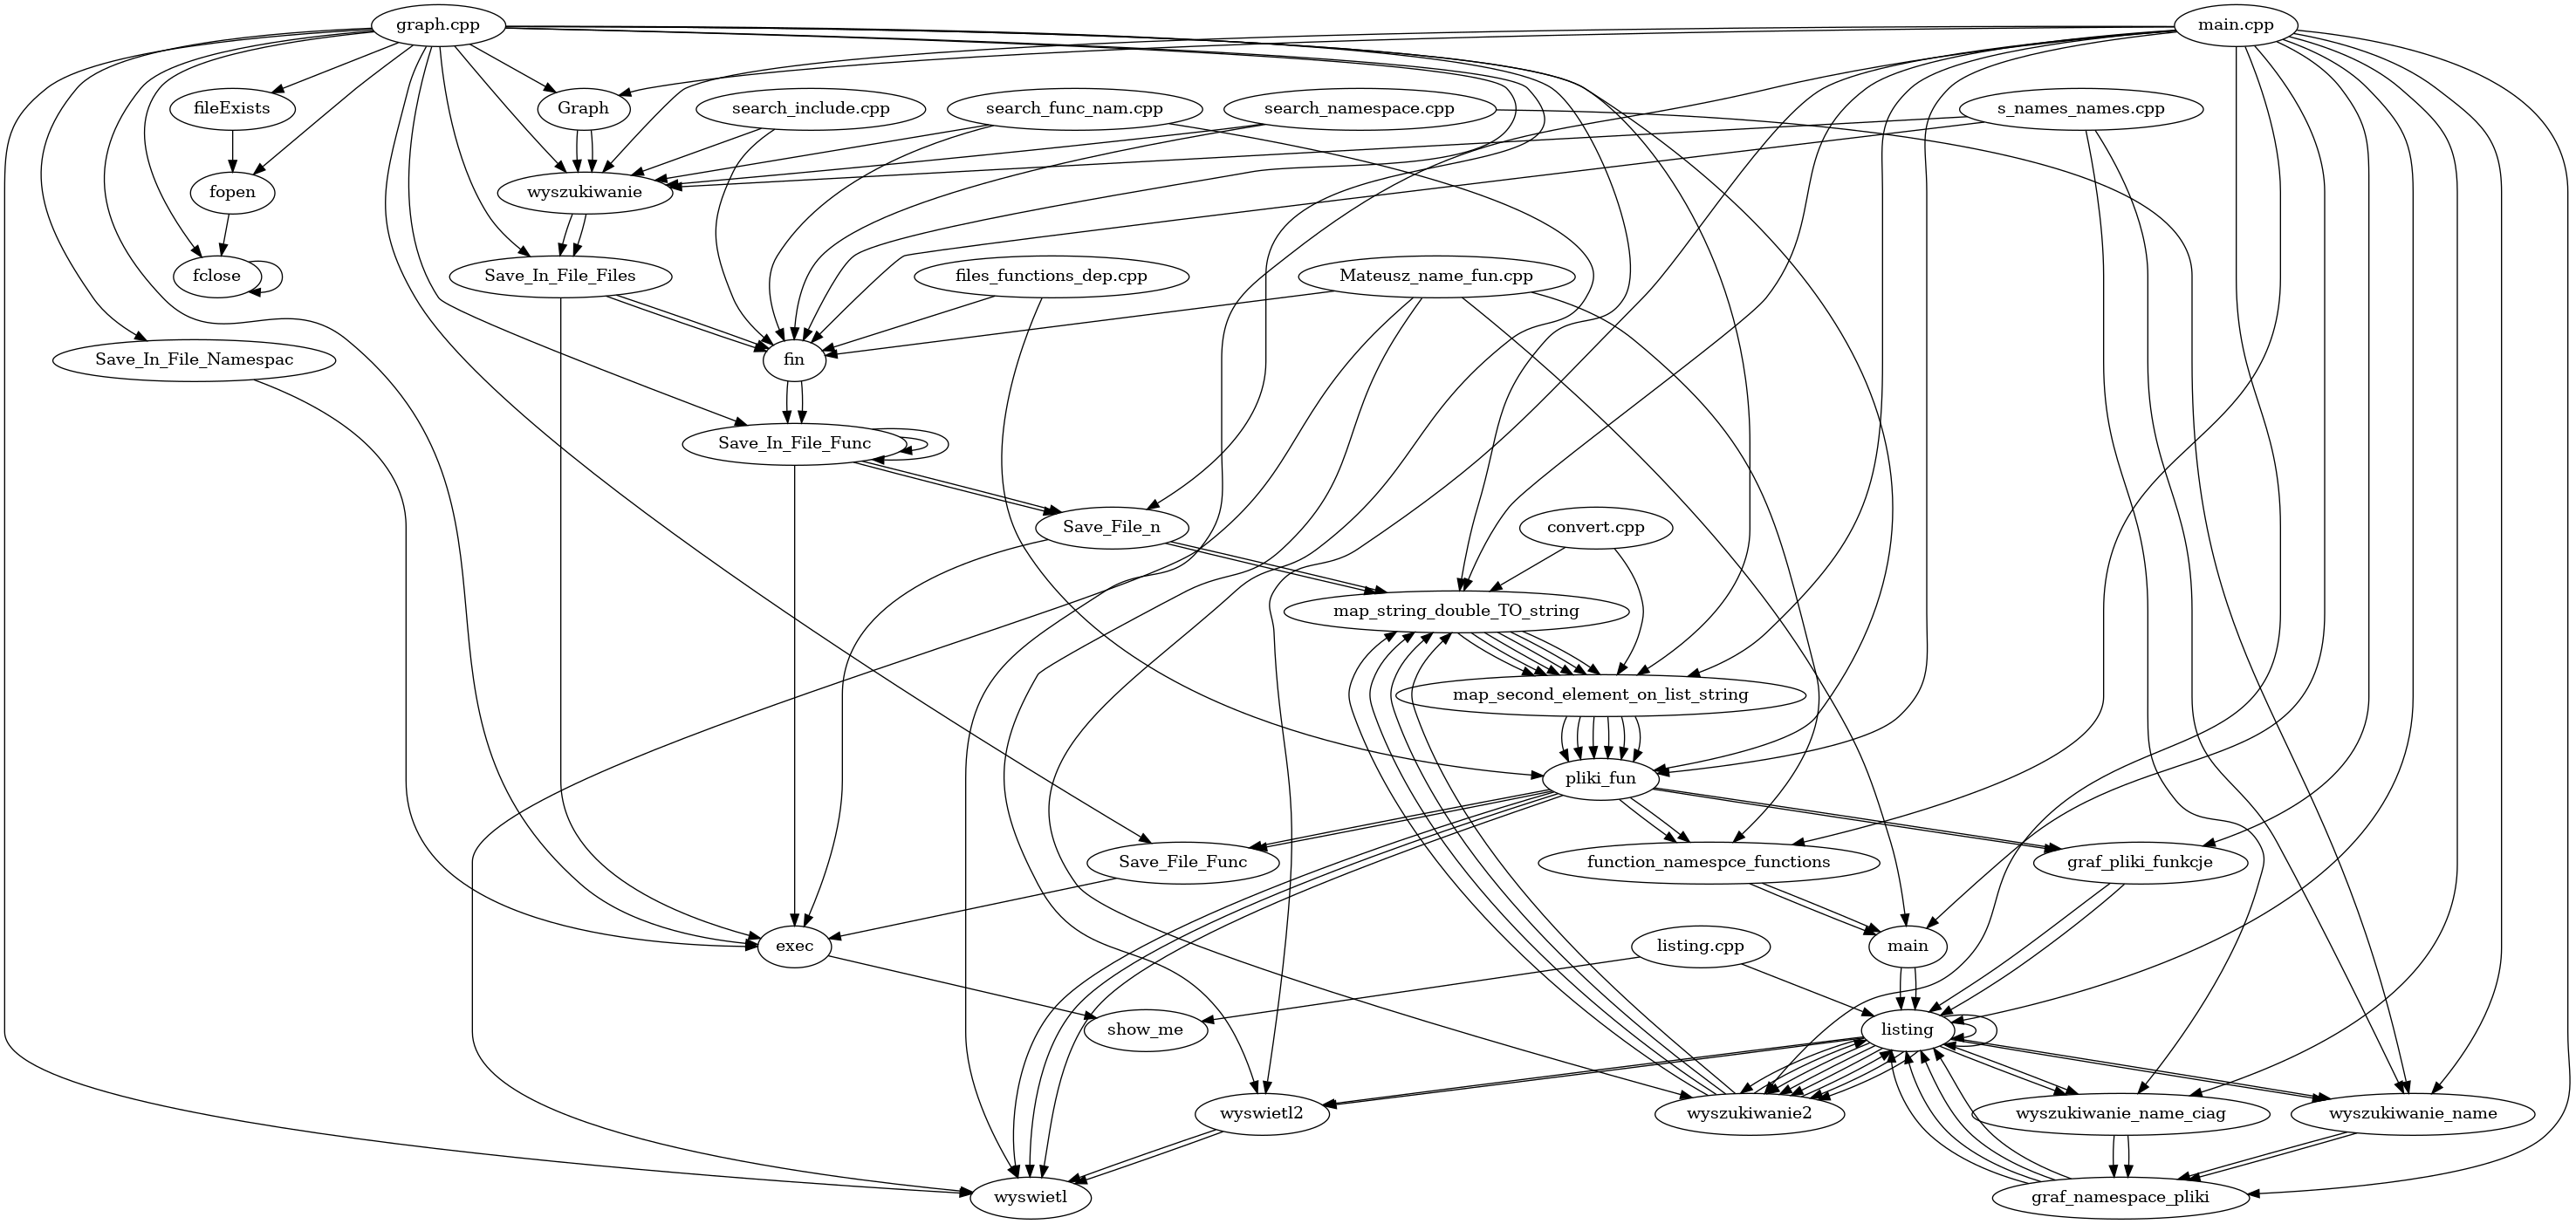 graph.cpp
main.cpp
fileExists
Graph
search_include.cpp
search_func_nam.cpp
search_namespace.cpp
s_names_names.cpp
fopen
wyszukiwanie
fclose
Save_In_File_Files
files_functions_dep.cpp
Mateusz_name_fun.cpp
Save_In_File_Namespac
fin
Save_In_File_Func
Save_File_n
convert.cpp
map_string_double_TO_string
map_second_element_on_list_string
pliki_fun
Save_File_Func
function_namespce_functions
graf_pliki_funkcje
exec
listing.cpp
main
show_me
listing
wyswietl2
wyszukiwanie2
wyszukiwanie_name_ciag
wyszukiwanie_name
wyswietl
graf_namespace_pliki